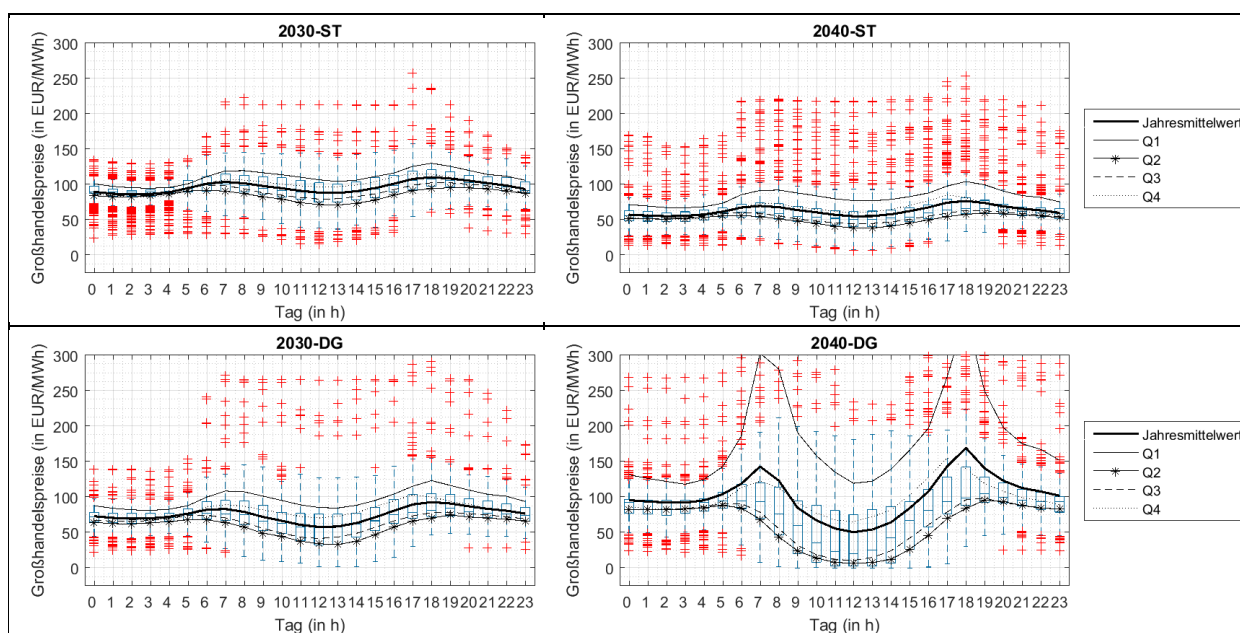 2030-ST
Großhandelspreise (in EUR/MWh)
300
250
200
150
100
50
0
0 1 2 3 4 5 6 7 8 9 10 11 12 13 14 15 16 17 18 19 20 21 22 23
Tag (in h)
2040-ST
Großhandelspreise (in EUR/MWh)
300
250
200
150
100
50
0
0 1 2 3 4 5 6 7 8 9 10 11 12 13 14 15 16 17 18 19 20 21 22 23
Tag (in h)
Jahresmittelwert
Q1
Q2
Q3
Q4
2030-DG
Großhandelspreise (in EUR/MWh)
300
250
200
150
100
50
0
0 1 2 3 4 5 6 7 8 9 10 11 12 13 14 15 16 17 18 19 20 21 22 23
Tag (in h)
2040-DG
Großhandelspreise (in EUR/MWh)
300
250
200
150
100
50
0
0 1 2 3 4 5 6 7 8 9 10 11 12 13 14 15 16 17 18 19 20 21 22 23
Tag (in h)
Jahresmittelwert
Q1
Q2
Q3
Q4